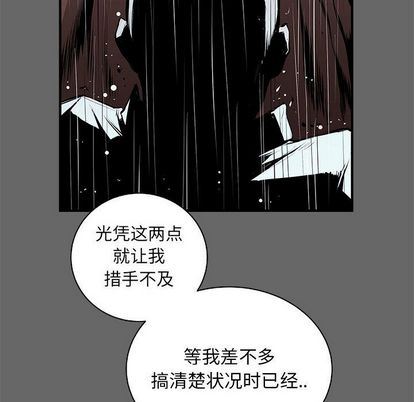 光凭这两点
就让我
措手不及
等我差不多
搞清楚状况时已经..